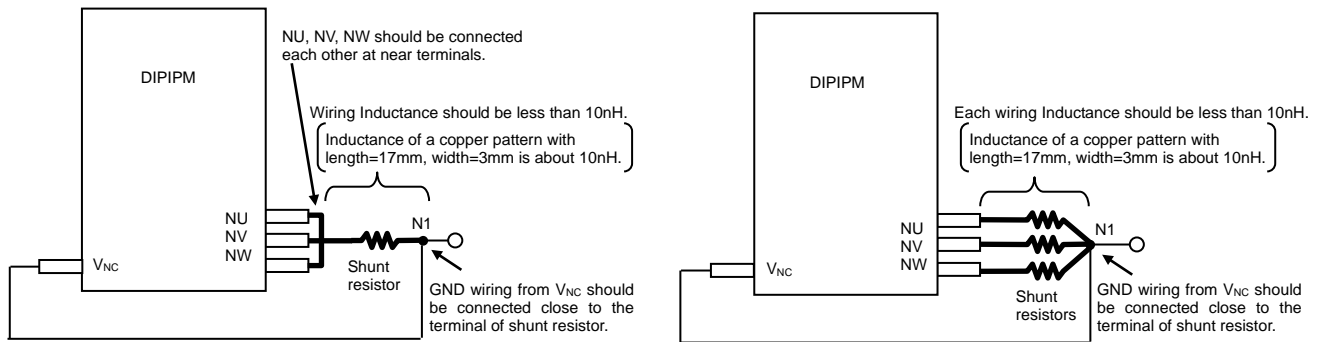 NU, NV, NW should be connected
each other at near terminals.
DIPIPM
Wiring Inductance should be less than 10nH.
Inductance of a copper pattern with
length=17mm, width=3mm is about 10nH.
NU
NV
NW
N1
VNC
Shunt
resistor
GND wiring from VNC should
be connected close to the
terminal of shunt resistor.
DIPIPM
Each wiring Inductance should be less than 10nH.
Inductance of a copper pattern with
length=17mm, width=3mm is about 10nH.
NU
NV
NW
N1
VNC
Shunt
resistors
GND wiring from VNC should
be connected close to the
terminal of shunt resistor.